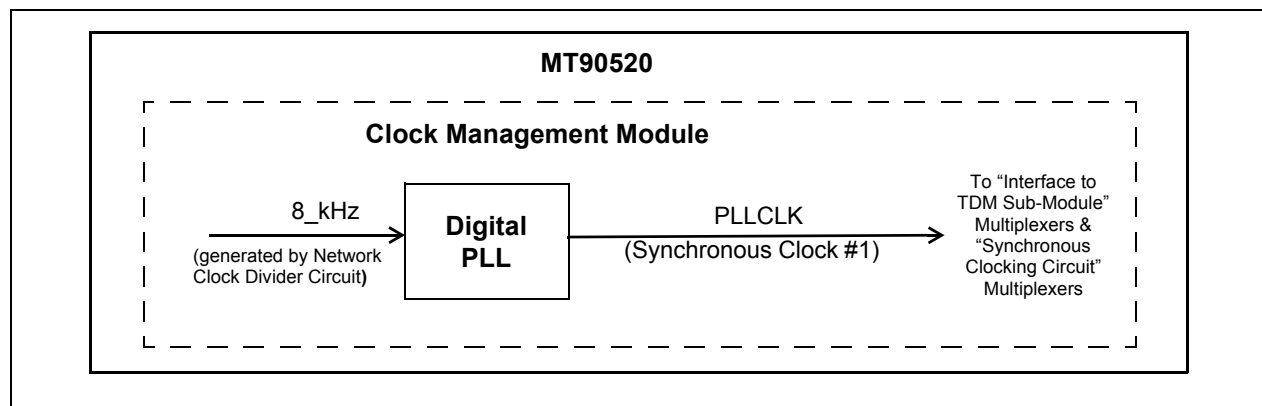 MT90520
Clock Management Module
8_kHz
(generated by Network
Clock Divider Circuit)
Digital
PLL
PLLCLK
(Synchronous Clock #1)
To “Interface to
TDM Sub-Module”
Multiplexers &
“Synchronous
Clocking Circuit”
Multiplexers